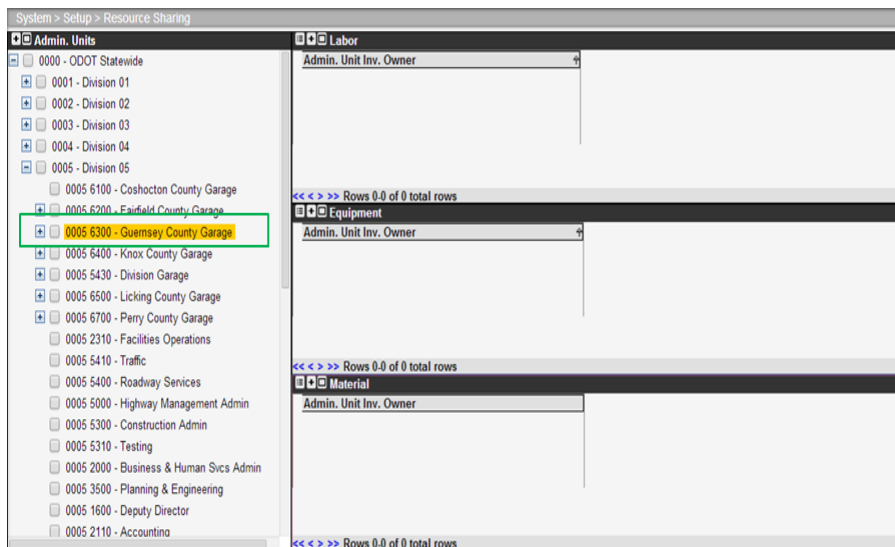 System > Setup > Resource Sharing
Admin. Units
0000 - ODOT Statewide
0001 - Division 01
0002 - Division 02
0003 - Division 03
0004 - Division 04
0005 - Division 05
0005 6100 - Coshocton County Garage
0005 6200 - Fairfield County Garage
0005 6300 - Guernsey County Garage
0005 6400 - Knox County Garage
0005 5430 - Division Garage
0005 6500 - Licking County Garage
0005 6700 - Perry County Garage
0005 2310 - Facilities Operations
0005 5410 - Traffic
0005 5400 - Roadway Services
0005 5000 - Highway Management Admin
0005 5300 - Construction Admin
0005 5310 - Testing
0005 2000 - Business & Human Svcs Admin
0005 3500 - Planning & Engineering
0005 1600 - Deputy Director
0005 2110 - Accounting
Labor
Admin. Unit Inv. Owner
<< < > >> Rows 0-0 of 0 total rows
Equipment
Admin. Unit Inv. Owner
<< < > >> Rows 0-0 of 0 total rows
Material
Admin. Unit Inv. Owner
<< < > >> Rows 0-0 of 0 total rows